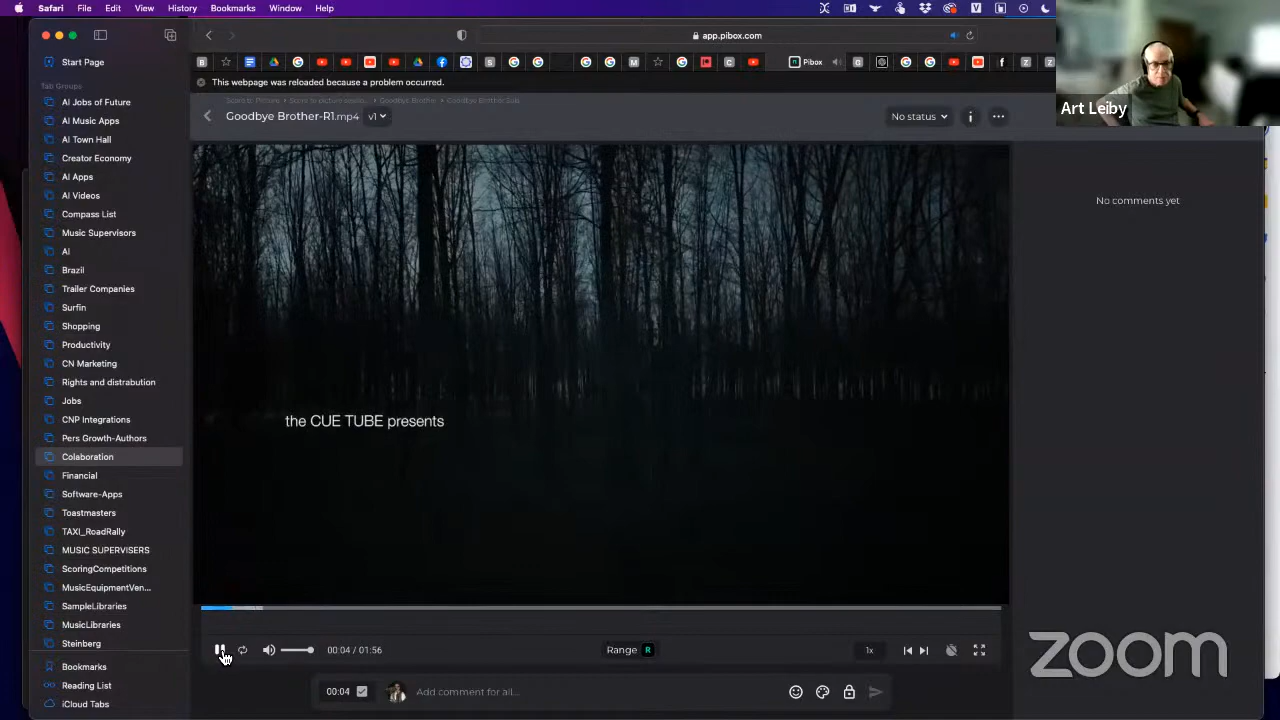 Safari File Edit View History Bookmarks Window Help
app.pibox.com
Pibox
This webpage was reloaded because a problem occurred.
Goodbye Brother-R1.mp4 v1
No status
Art Leiby
No comments yet
Start Page
Tab Groups
AI Jobs of Future
AI Music Apps
AI Town Hall
Creator Economy
AI Apps
AI Videos
Compass List
Music Supervisors
AI
Brazil
Trailer Companies
Surfin
Shopping
Productivity
CN Marketing
Rights and distrabution
Jobs
CNP Integrations
Pers Growth-Authors
Colaboration
Financial
Software-Apps
Toastmasters
TAXI_RoadRally
MUSIC SUPERVISERS
ScoringCompetitions
MusicEquipmentVen...
SampleLibraries
MusicLibraries
Steinberg
Bookmarks
Reading List
iCloud Tabs
the CUE TUBE presents
00:04 / 01:56
Range R
1x
00:04
Add comment for all...
zoom